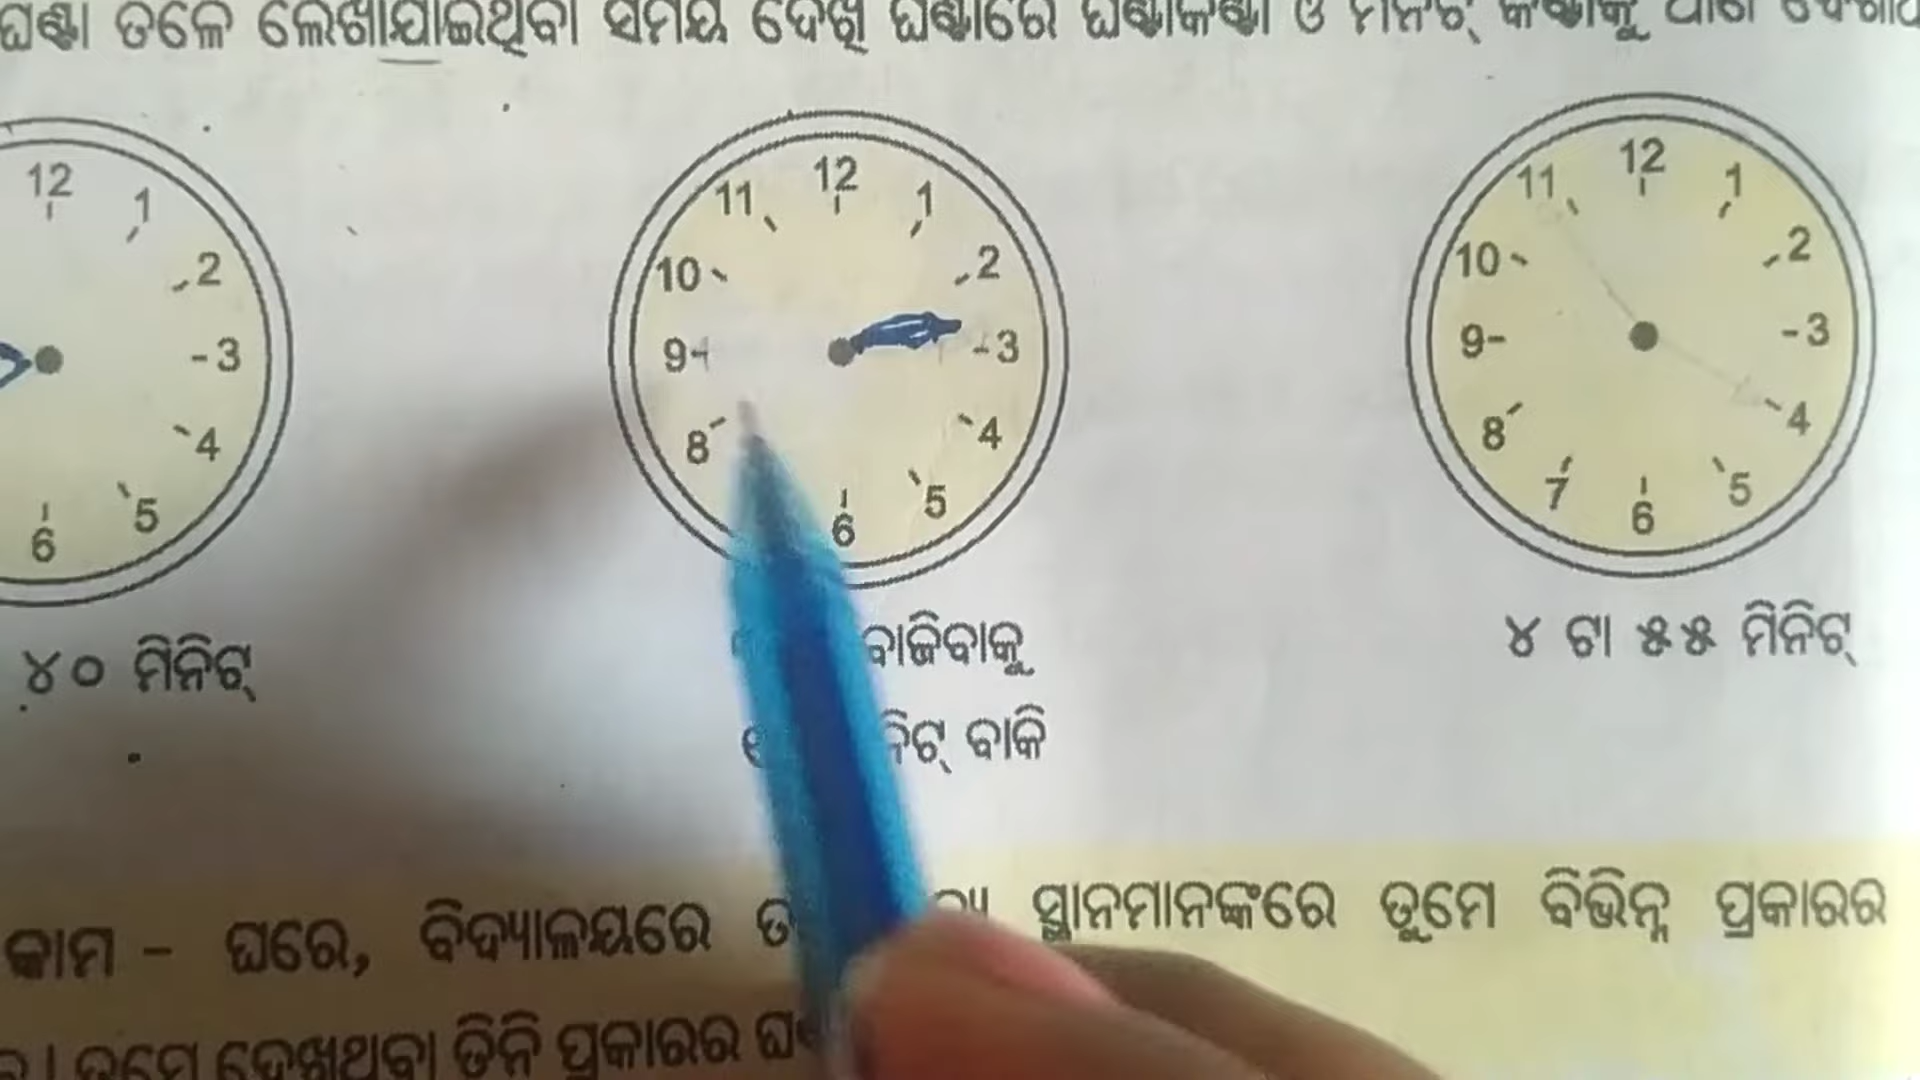 ଘଣ୍ଟା ତଳେ ଲେଖାଯାଇଥିବା ସମୟ ଦେଖି ଘଣ୍ଟାରେ ଘଣ୍ଟାକଣ୍ଟା ଓ ମିନିଟ୍ କଣ୍ଟାକୁ
12 1 2 3 4 5 6
12 1 2 3 4 5 6 8 9 10 11
12 1 2 3 4 5 6 7 8 9 10 11
୪୦ ମିନିଟ୍
ବାଜିବାକୁ
ବାକି
୪ ଟା ୫୫ ମିନିଟ୍
କାମ - ଘରେ, ବିଦ୍ୟାଳୟରେ ସ୍ଥାନମାନଙ୍କରେ ତୁମେ ବିଭିନ୍ନ ପ୍ରକାରର
। ତୁମେ ଦେଖିଥିବା ତିନି ପ୍ରକାରର